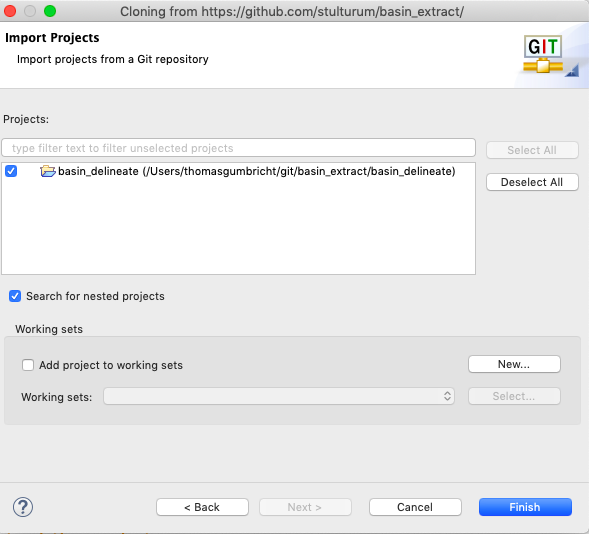 Cloning from https://github.com/stulturum/basin_extract/
Import Projects
Import projects from a Git repository
GIT
Projects:
type filter text to filter unselected projects
Select All
basin_delineate (/Users/thomasgumbricht/git/basin_extract/basin_delineate)
Deselect All
Search for nested projects
Working sets
Add project to working sets
New...
Working sets:
Select...
?
< Back
Next >
Cancel
Finish